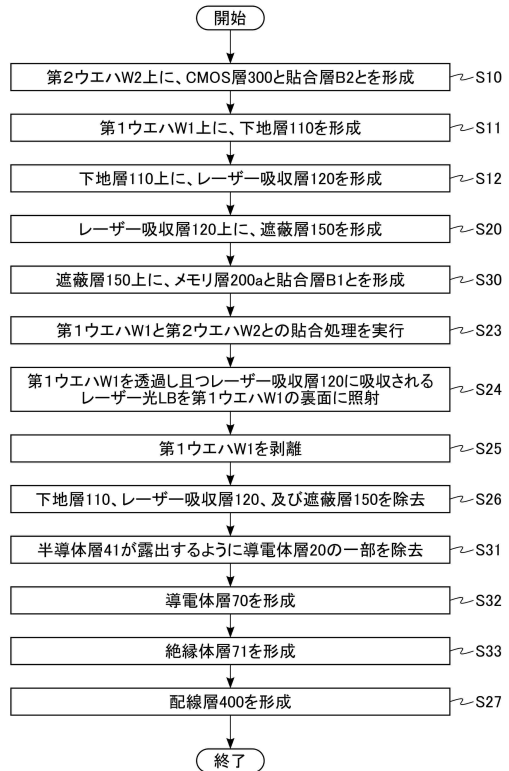 開始
第2ウエハW2上に、CMOS層300と貼合層B2とを形成 S10
第1ウエハW1上に、下地層110を形成 S11
下地層110上に、レーザー吸収層120を形成 S12
レーザー吸収層120上に、遮蔽層150を形成 S20
遮蔽層150上に、メモリ層200aと貼合層B1とを形成 S30
第1ウエハW1と第2ウエハW2との貼合処理を実行 S23
第1ウエハW1を透過し且つレーザー吸収層120に吸収される
レーザー光LBを第1ウエハW1の裏面に照射 S24
第1ウエハW1を剥離 S25
下地層110、レーザー吸収層120、及び遮蔽層150を除去 S26
半導体層41が露出するように導電体層20の一部を除去 S31
導電体層70を形成 S32
絶縁体層71を形成 S33
配線層400を形成 S27
終了